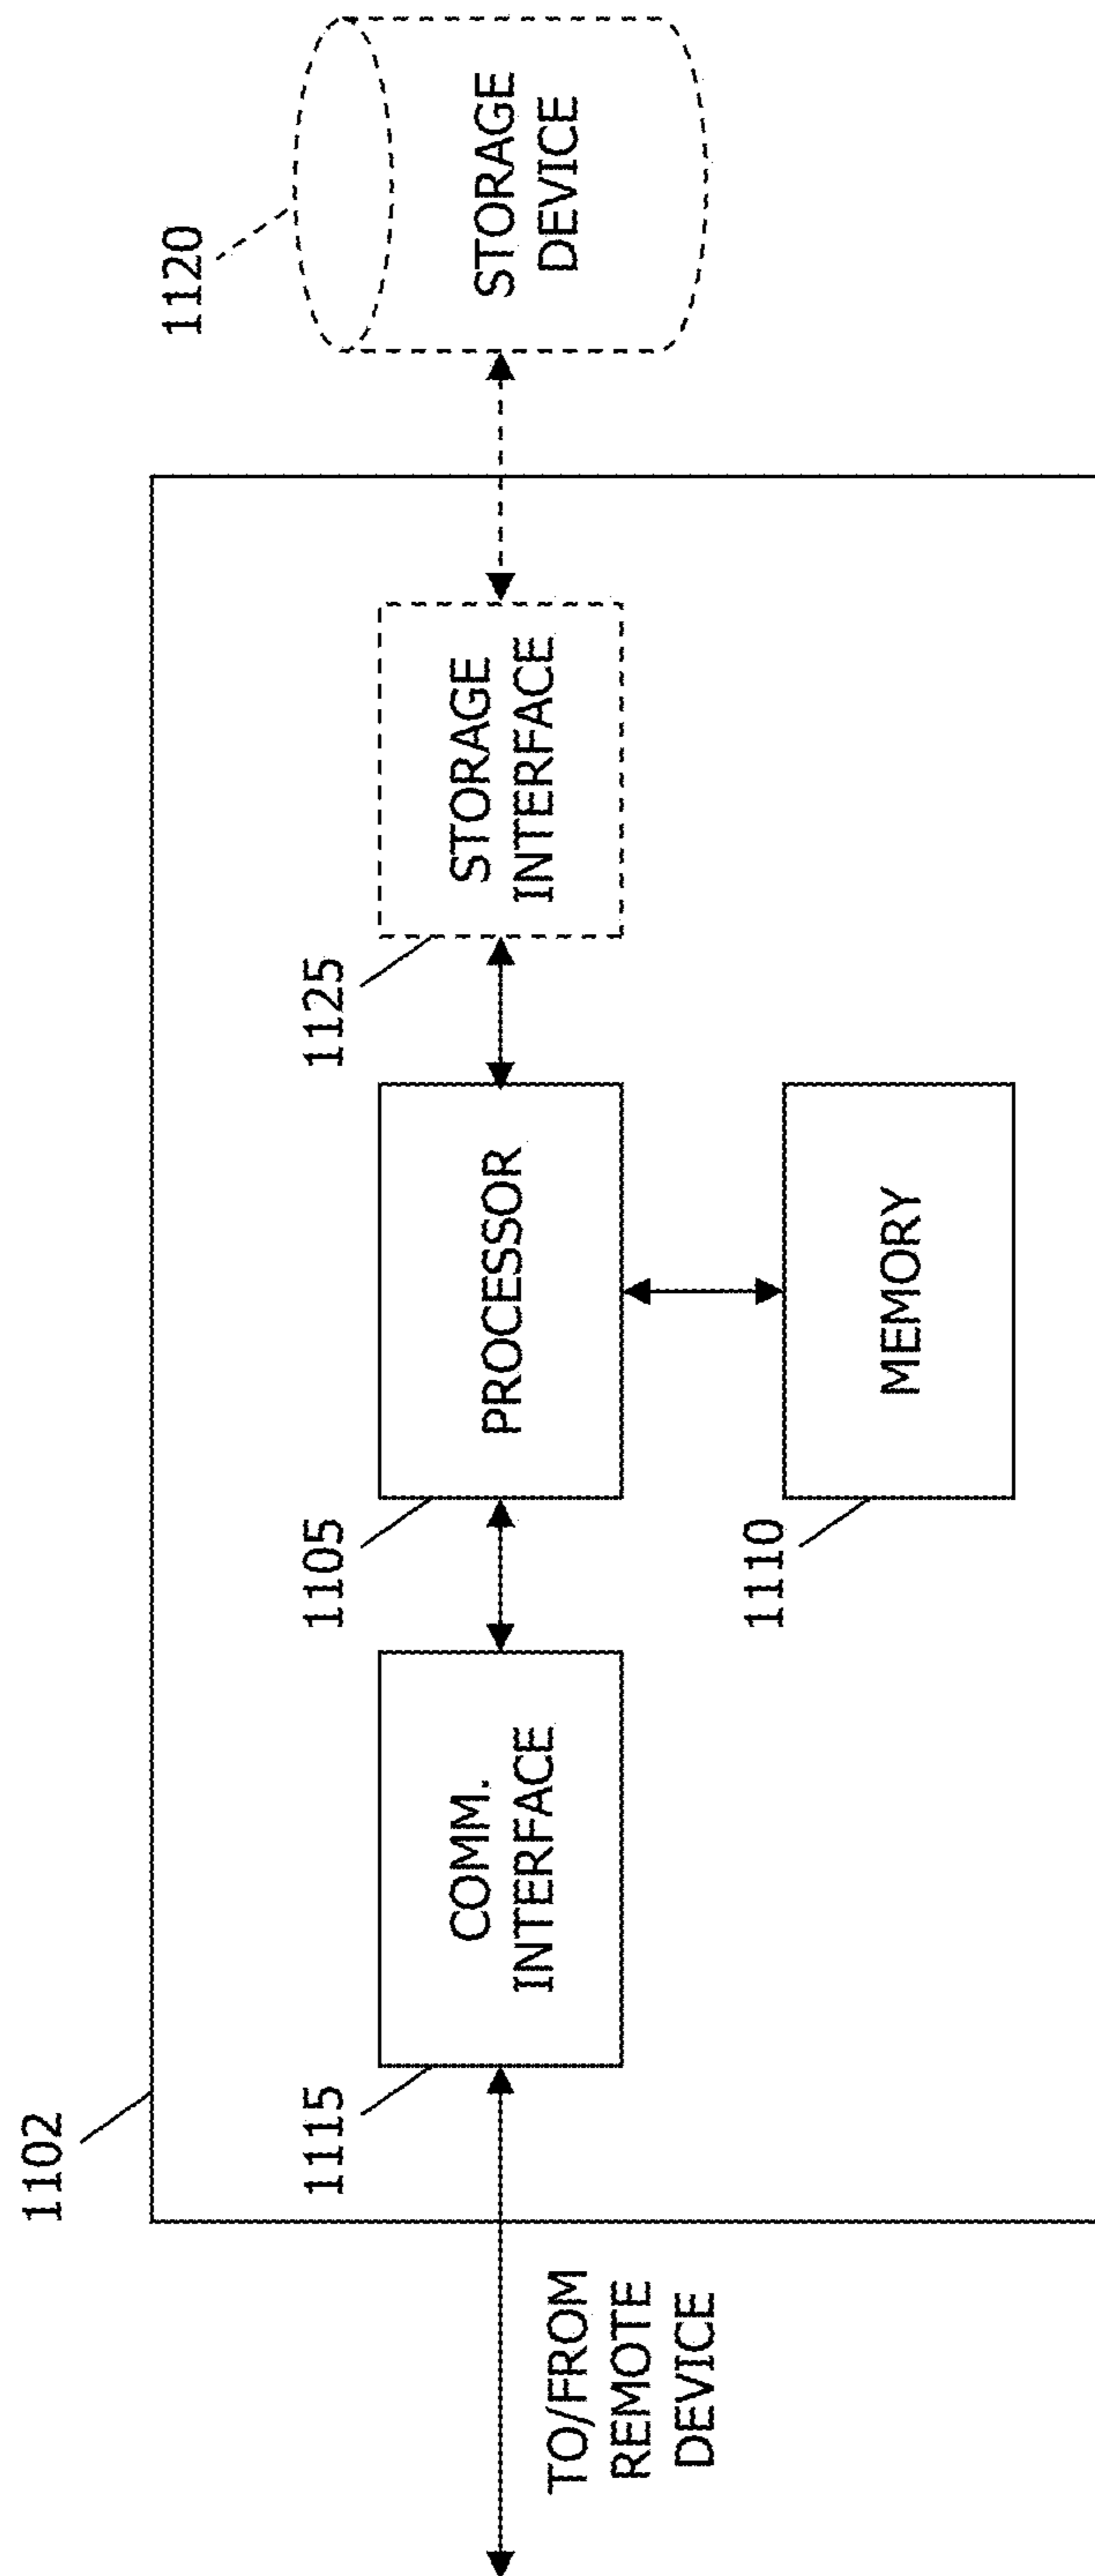 1102
1115
COMM.
INTERFACE
1105
PROCESSOR
1125
STORAGE
INTERFACE
1120
STORAGE
DEVICE
1110
MEMORY
TO/FROM
REMOTE
DEVICE